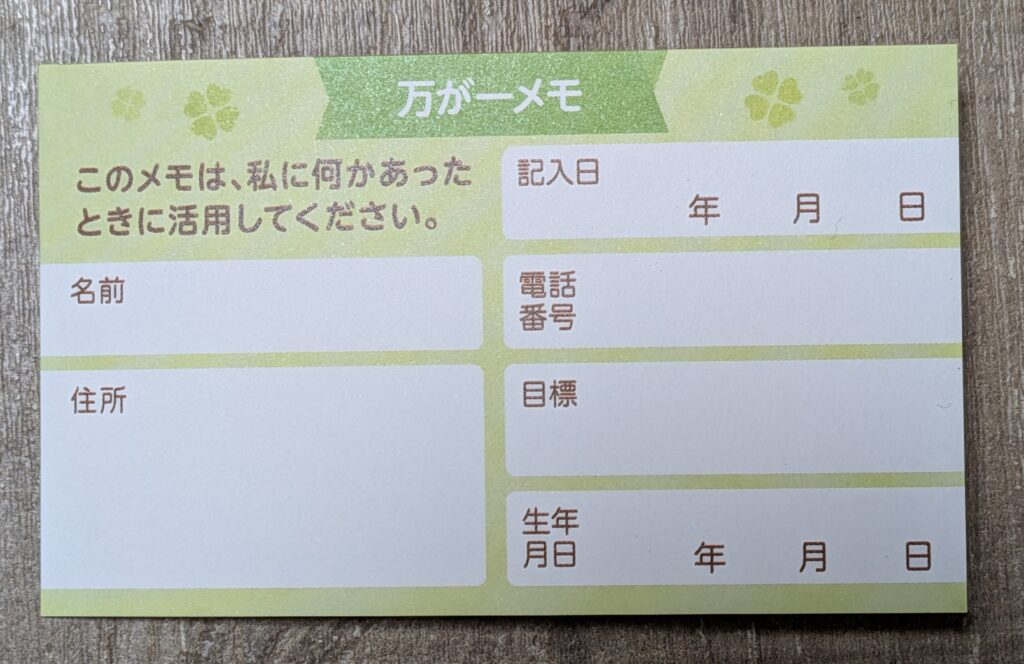 万が一メモ
このメモは、私に何かあった
ときに活用してください。
記入日
年 月 日
名前
電話
番号
住所
目標
生年
月日
年 月 日